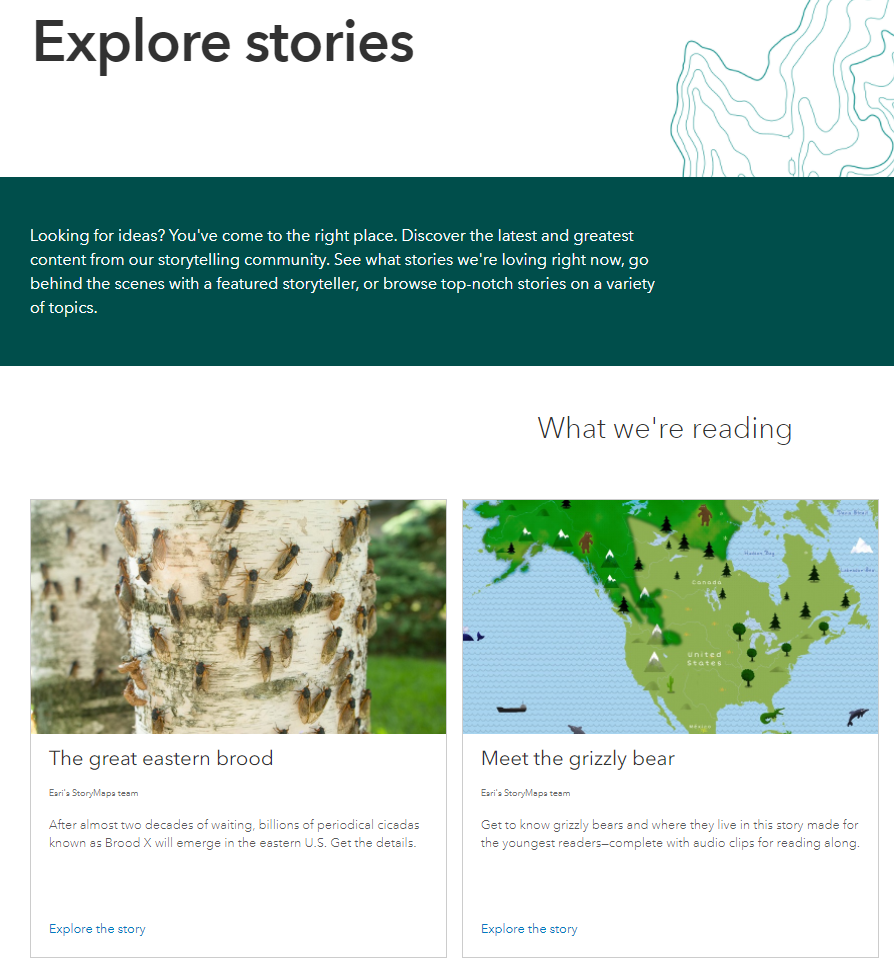 Explore stories
Looking for ideas? You've come to the right place. Discover the latest and greatest
content from our storytelling community. See what stories we're loving right now, go
behind the scenes with a featured storyteller, or browse top-notch stories on a variety
of topics.
What we're reading
Hudson Bay
Labrador Sea
Canada
United
States
México
The great eastern brood
Esri's StoryMaps team
After almost two decades of waiting, billions of periodical cicadas
known as Brood X will emerge in the eastern U.S. Get the details.
Explore the story
Meet the grizzly bear
Esri's StoryMaps team
Get to know grizzly bears and where they live in this story made for
the youngest readers—complete with audio clips for reading along.
Explore the story